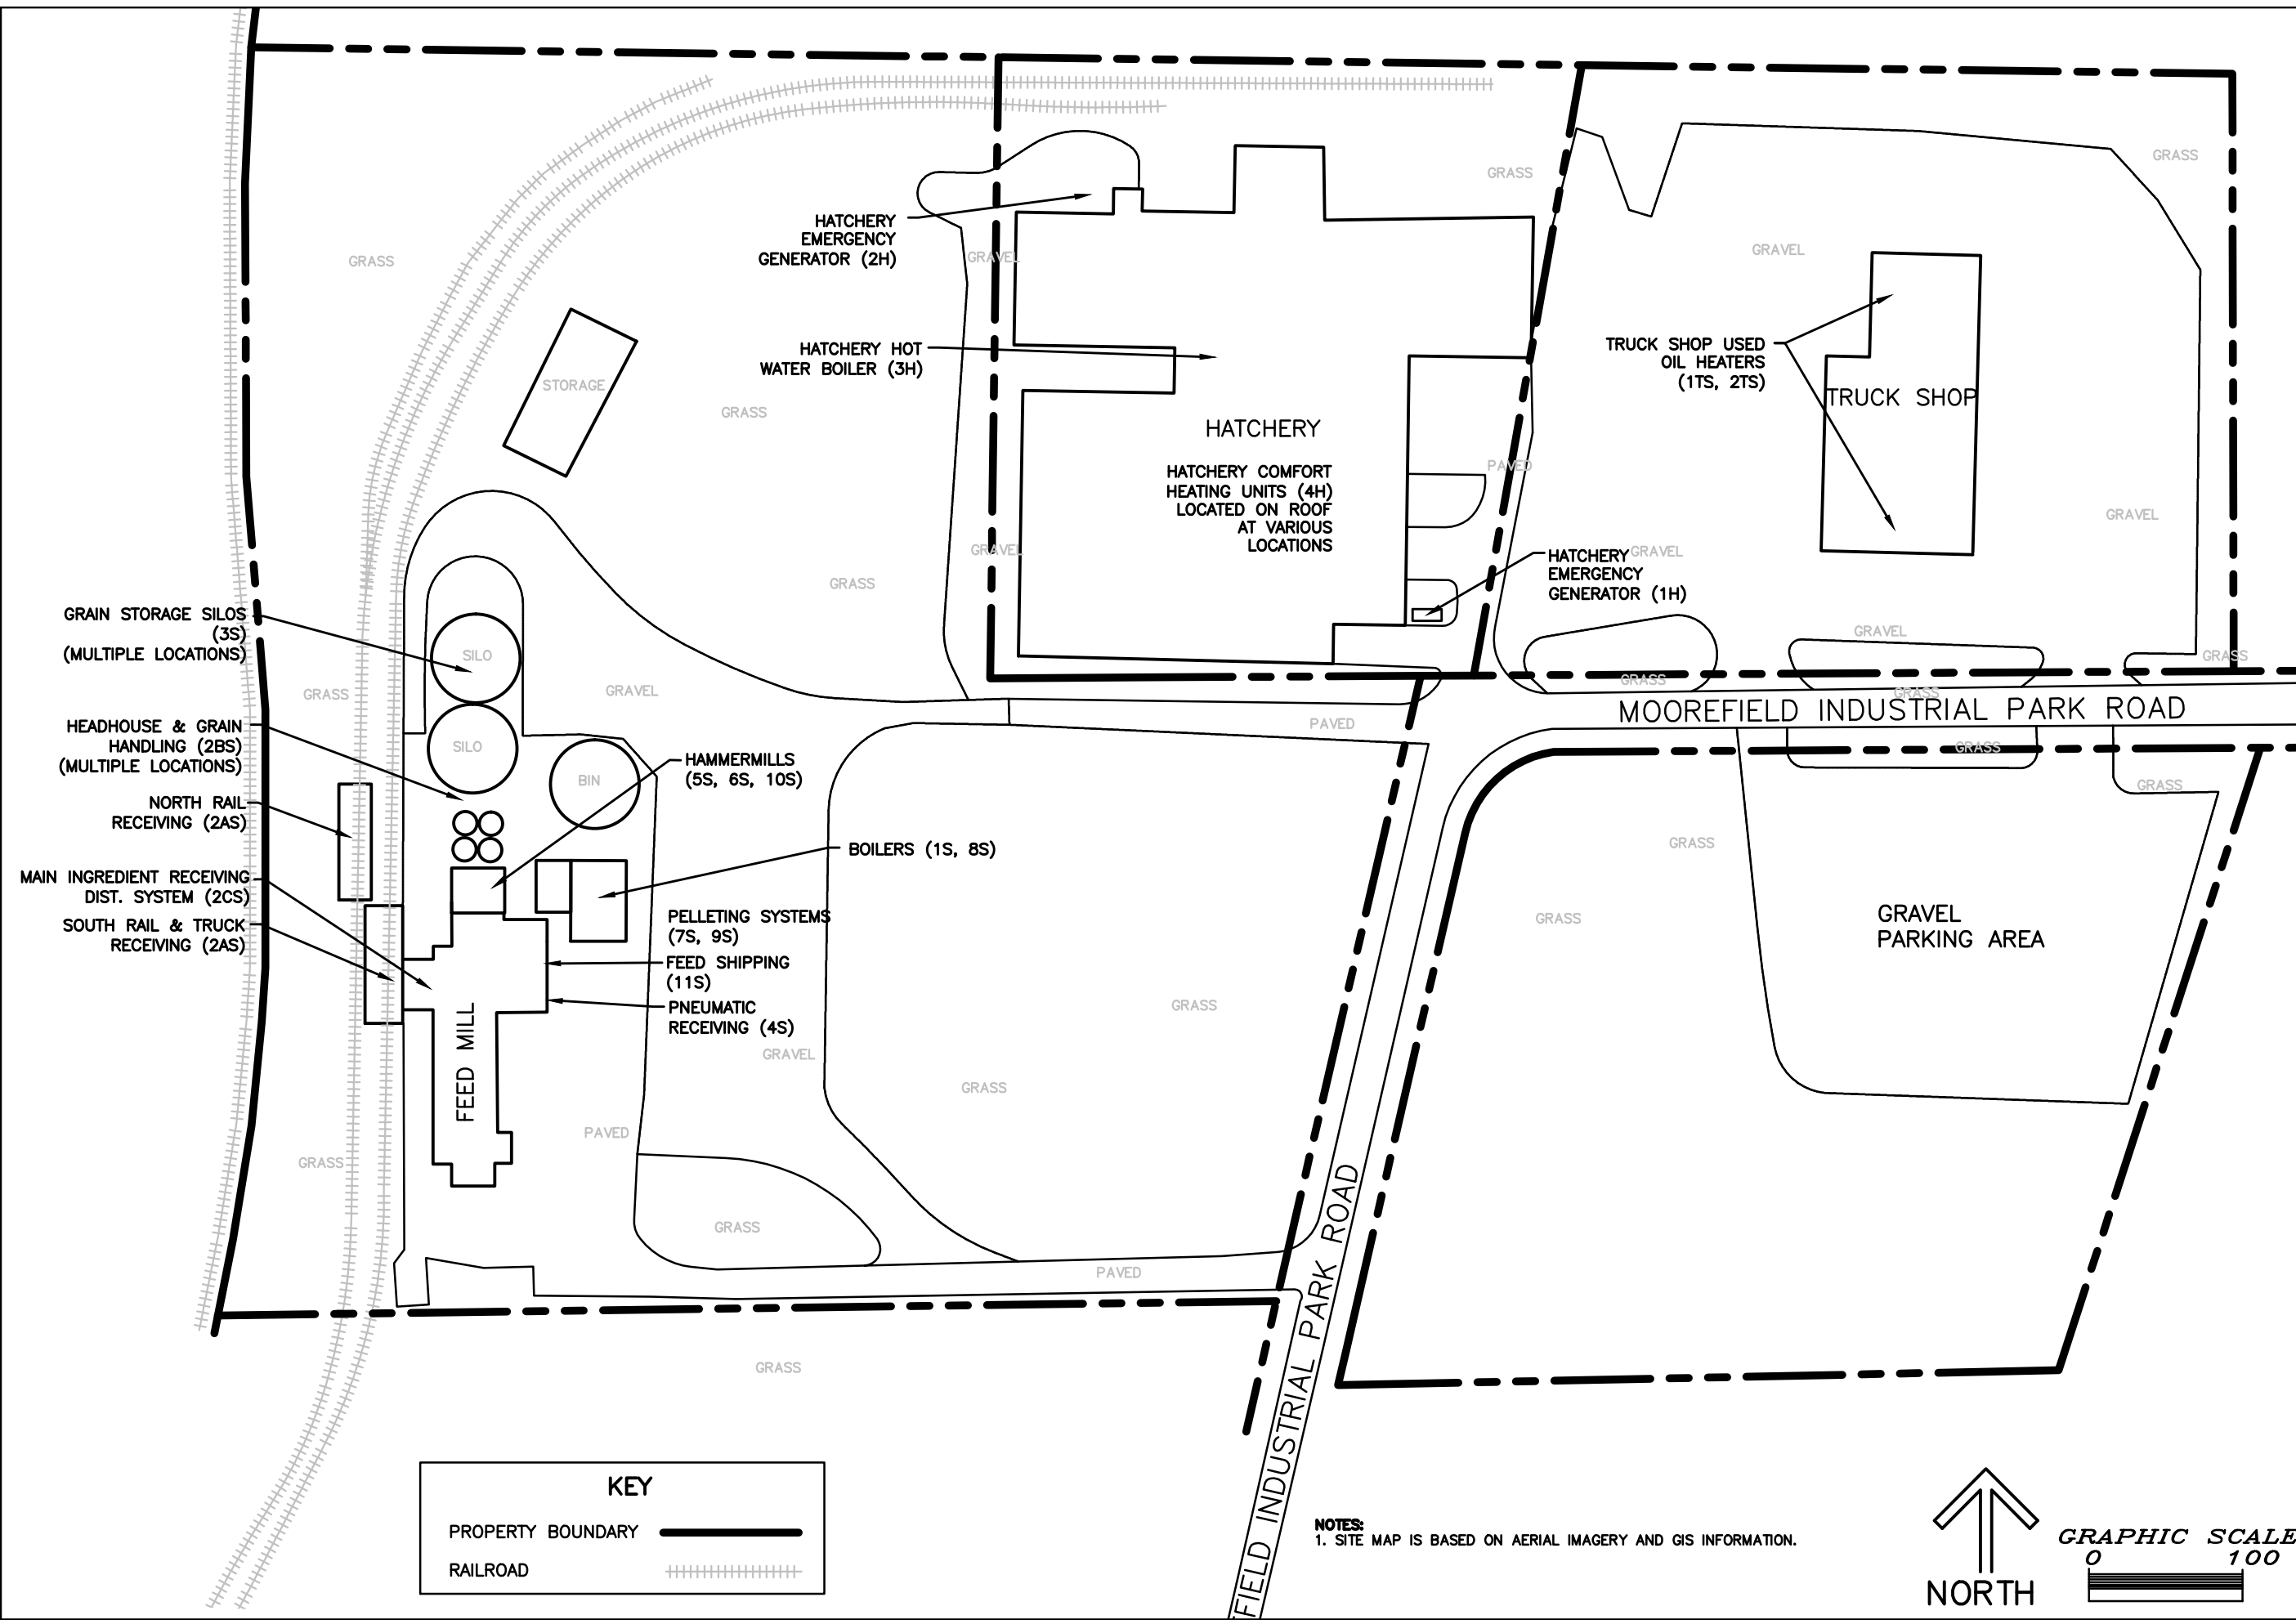 GRASS
GRASS
GRASS
HATCHERY
EMERGENCY
GENERATOR (2H)
GRAVEL
GRAVEL
GRASS
HATCHERY HOT
WATER BOILER (3H)
TRUCK SHOP USED
OIL HEATERS
(1TS, 2TS)
TRUCK SHOP
STORAGE
GRASS
HATCHERY
HATCHERY COMFORT
HEATING UNITS (4H)
LOCATED ON ROOF
AT VARIOUS
LOCATIONS
PAVED
GRAVEL
GRAVEL
GRASS
HATCHERY
EMERGENCY
GENERATOR (1H)
GRAVEL
GRAIN STORAGE SILOS
(3S)
(MULTIPLE LOCATIONS)
SILO
GRAVEL
GRASS
GRASS
GRAVEL
GRASS
GRASS
MOOREFIELD INDUSTRIAL PARK ROAD
PAVED
HEADHOUSE & GRAIN
HANDLING (2BS)
(MULTIPLE LOCATIONS)
SILO
BIN
HAMMERMILLS
(5S, 6S, 10S)
GRASS
GRASS
NORTH RAIL
RECEIVING (2AS)
BOILERS (1S, 8S)
GRASS
MAIN INGREDIENT RECEIVING
DIST. SYSTEM (2CS)
SOUTH RAIL & TRUCK
RECEIVING (2AS)
PELLETING SYSTEMS
(7S, 9S)
FEED SHIPPING
(11S)
PNEUMATIC
RECEIVING (4S)
GRASS
GRAVEL
PARKING AREA
GRASS
FEED MILL
GRAVEL
GRASS
PAVED
GRASS
GRASS
PAVED
MOOREFIELD INDUSTRIAL PARK ROAD
GRASS
KEY
PROPERTY BOUNDARY
RAILROAD
NOTES:
1. SITE MAP IS BASED ON AERIAL IMAGERY AND GIS INFORMATION.
NORTH
GRAPHIC SCALE
0 100